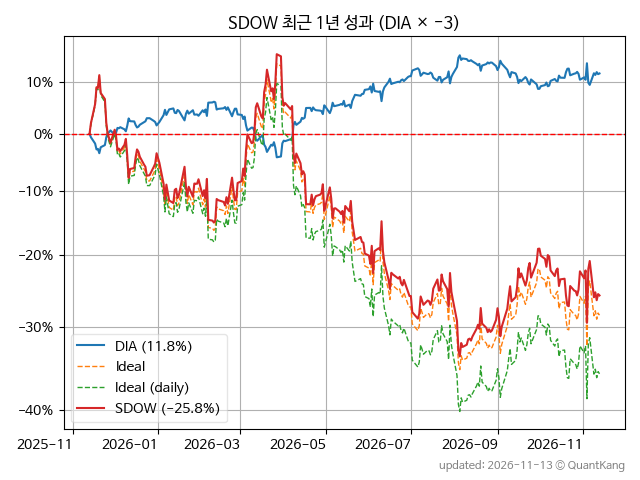 SDOW 최근 1년 성과 (DIA × −3)
10%
0%
−10%
−20%
−30%
−40%
DIA (11.8%)
Ideal
Ideal (daily)
SDOW (−25.8%)
2025−11
2026−01
2026−03
2026−05
2026−07
2026−09
2026−11
updated: 2026−11−13 © QuantKang